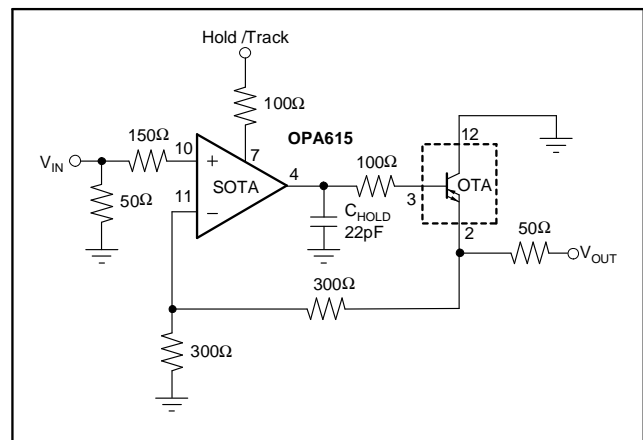 Hold /Track
100Ω
OPA615
150Ω
V_IN
10
+
7
SOTA
4
100Ω
12
OTA
3
50Ω
11
−
C_HOLD
22pF
2
50Ω
V_OUT
300Ω
300Ω